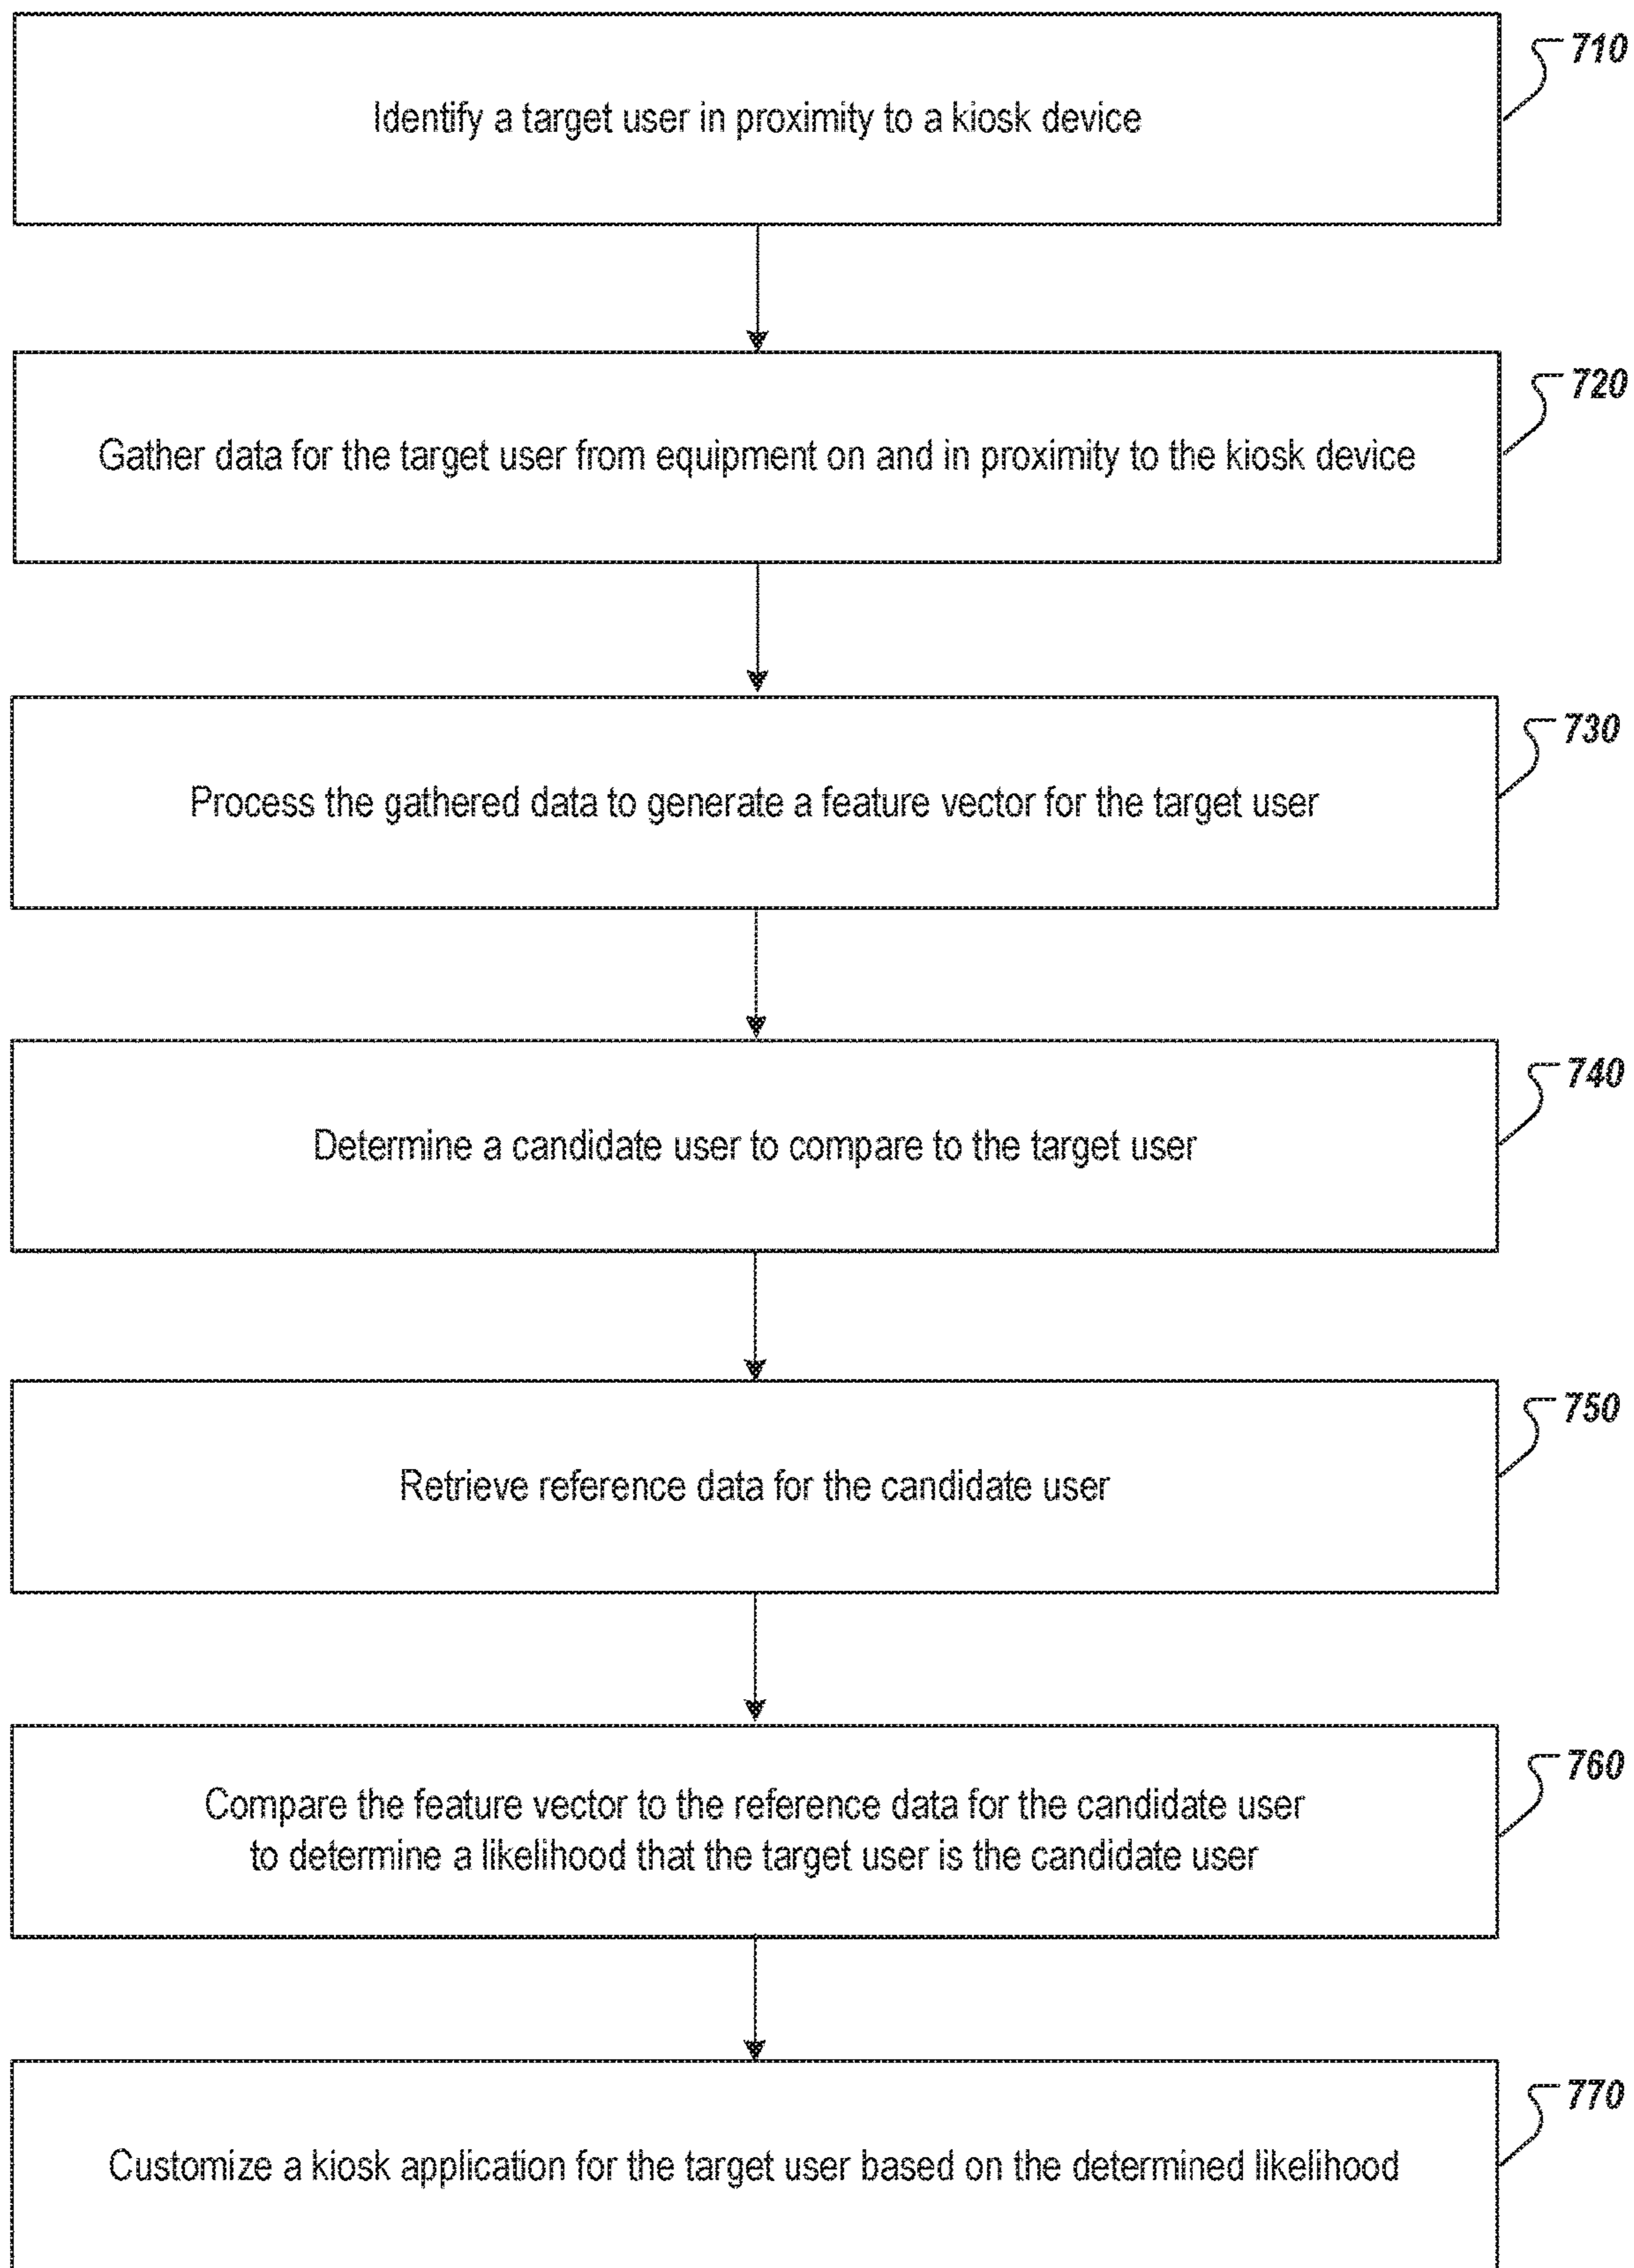 710
Identify a target user in proximity to a kiosk device
720
Gather data for the target user from equipment on and in proximity to the kiosk device
730
Process the gathered data to generate a feature vector for the target user
740
Determine a candidate user to compare to the target user
750
Retrieve reference data for the candidate user
760
Compare the feature vector to the reference data for the candidate user
to determine a likelihood that the target user is the candidate user
770
Customize a kiosk application for the target user based on the determined likelihood